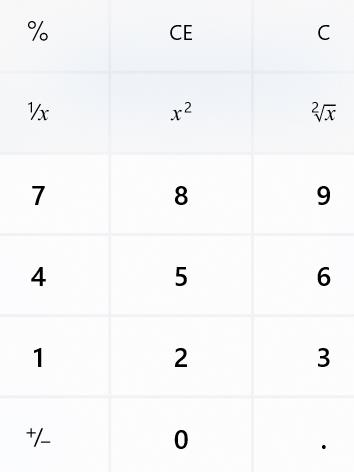 % CE C
¹/x x² ²√x
7 8 9
4 5 6
1 2 3
+/− 0 .